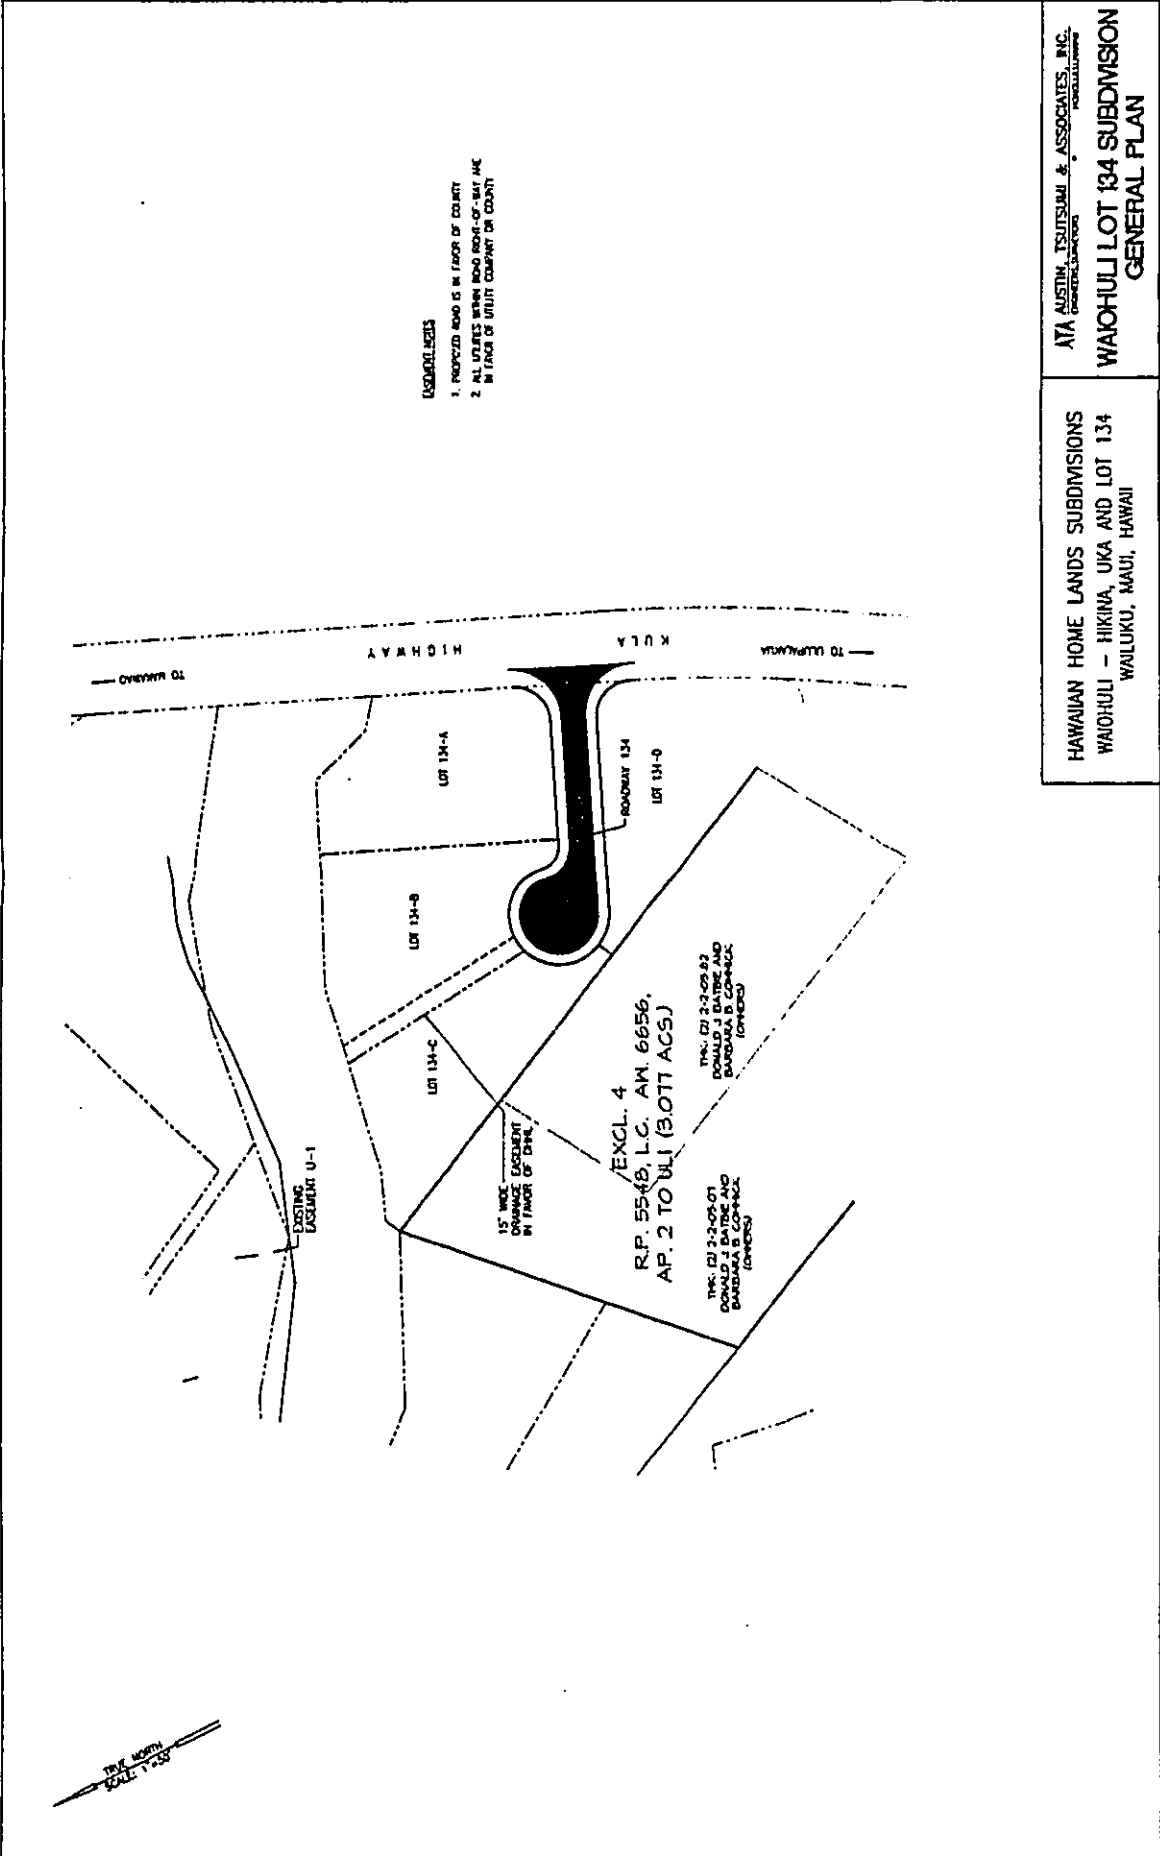 TRUE NORTH
EXISTING
EASEMENT U-1
TO MAKAWAO
HIGHWAY
KULA
TO ULUPALAKUA
LOT 134-A
LOT 134-B
LOT 134-C
ROADWAY 134
LOT 134-D
15' WIDE
DRAINAGE EASEMENT
IN FAVOR OF DHHL
EXCL. 4
R.P. 5548, L.C. AW. 6656,
AP. 2 TO ULI (3.077 ACS.)
DONALD J BATBIE AND
(OWNERS)
DONALD J BATBIE AND
(OWNERS)
EASEMENT NOTES
1. PROPOSED ROAD IS IN FAVOR OF COUNTY
2 ALL UTILITIES WITHIN ROAD RIGHT-OF-WAY ARE
IN FAVOR OF UTILITY COMPANY OR COUNTY
HAWAIIAN HOME LANDS SUBDIVISIONS
WAIOHULI - HIKINA, UKA AND LOT 134
WAILUKU, MAUI, HAWAII
ATA AUSTIN, TSUTSUMI & ASSOCIATES, INC.
WAIOHULI LOT 134 SUBDIVISION
GENERAL PLAN